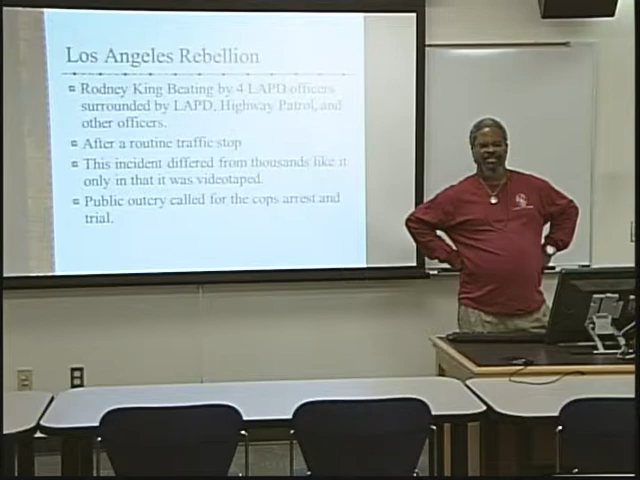 Los Angeles Rebellion
Rodney King Beating by 4 LAPD officers
surrounded by LAPD, Highway Patrol, and
other officers.
After a routine traffic stop
This incident differed from thousands like it
only in that it was videotaped.
Public outcry called for the cops arrest and
trial.